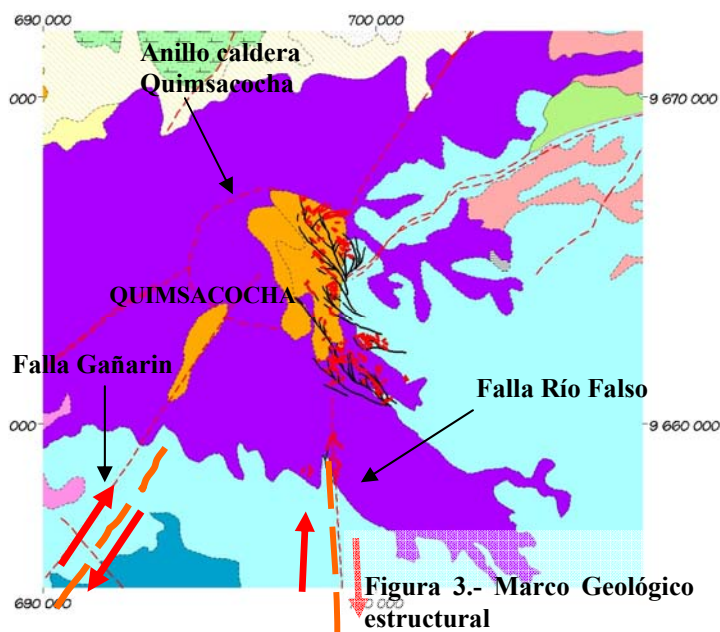 690 000
700 000
Anillo caldera
Quimsacocha
000
9 670 000
QUIMSACOCHA
Falla Gañarin
Falla Río Falso
000
9 660 000
Figura 3.- Marco Geológico
estructural
690 000
000